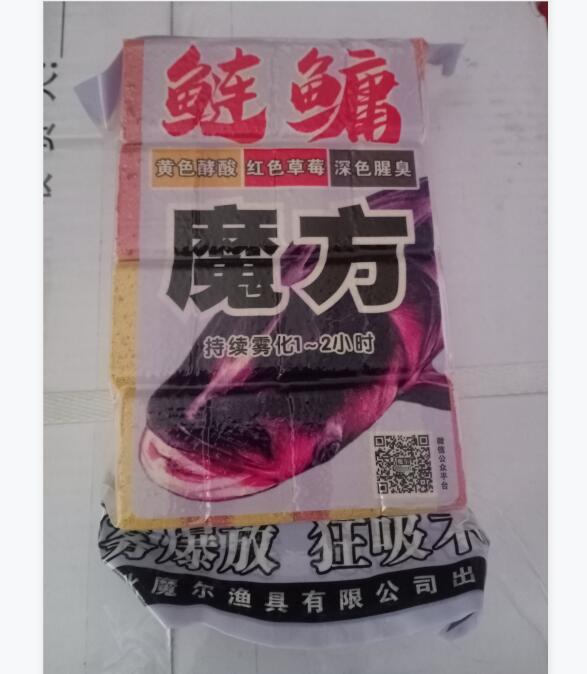 鲢鳙
黄色酵酸 红色草莓 深色腥臭
魔方
持续雾化1~2小时
微信公众平台
雾爆放 狂吸不
魔尔渔具有限公司出